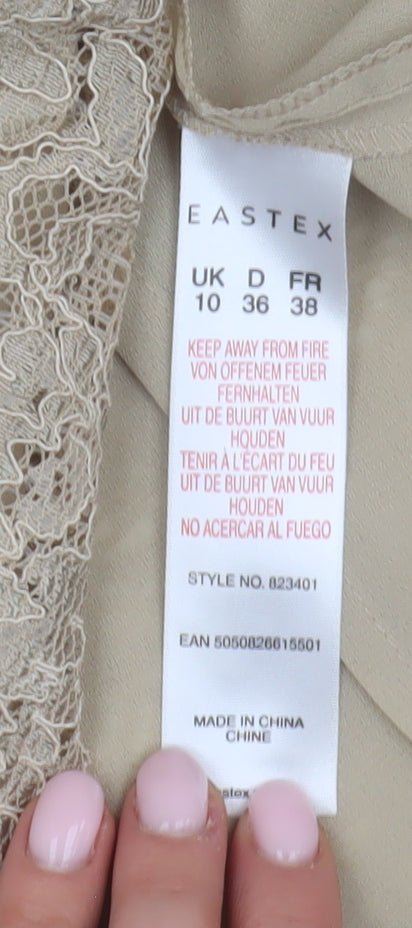 EASTEX
UK D FR
10 36 38
KEEP AWAY FROM FIRE
VON OFFENEM FEUER
FERNHALTEN
UIT DE BUURT VAN VUUR
HOUDEN
TENIR À L'ÉCART DU FEU
UIT DE BUURT VAN VUUR
HOUDEN
NO ACERCAR AL FUEGO
STYLE NO. 823401
EAN 5050826615501
MADE IN CHINA
CHINE